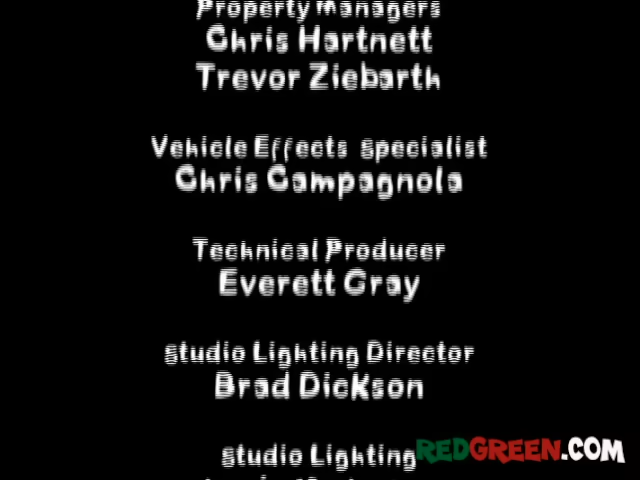 Property Managers
Chris Hartnett
Trevor Ziebarth
Vehicle Effects Specialist
Chris Campagnola
Technical Producer
Everett Gray
Studio Lighting Director
Brad Dickson
Studio Lighting
REDGREEN.COM